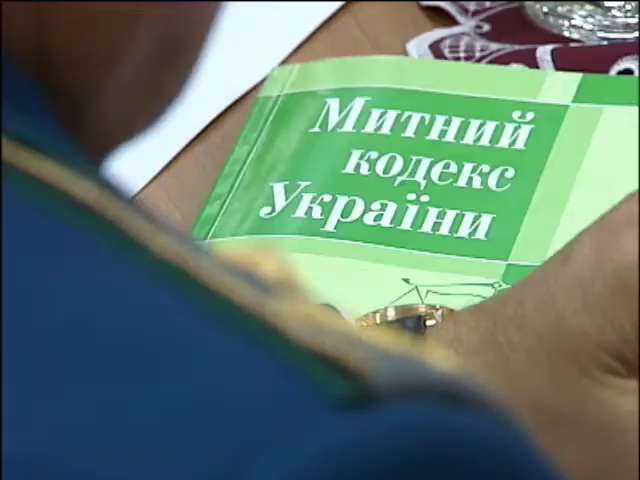 Митний
кодекс
України